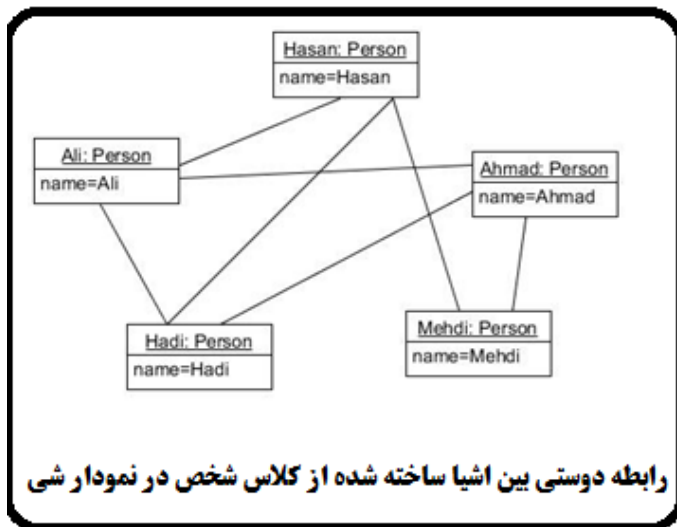 Hasan: Person
name=Hasan
Ali: Person
name=Ali
Ahmad: Person
name=Ahmad
Hadi: Person
name=Hadi
Mehdi: Person
name=Mehdi
رابطه دوستی بین اشیا ساخته شده از کلاس شخص در نمودار شی